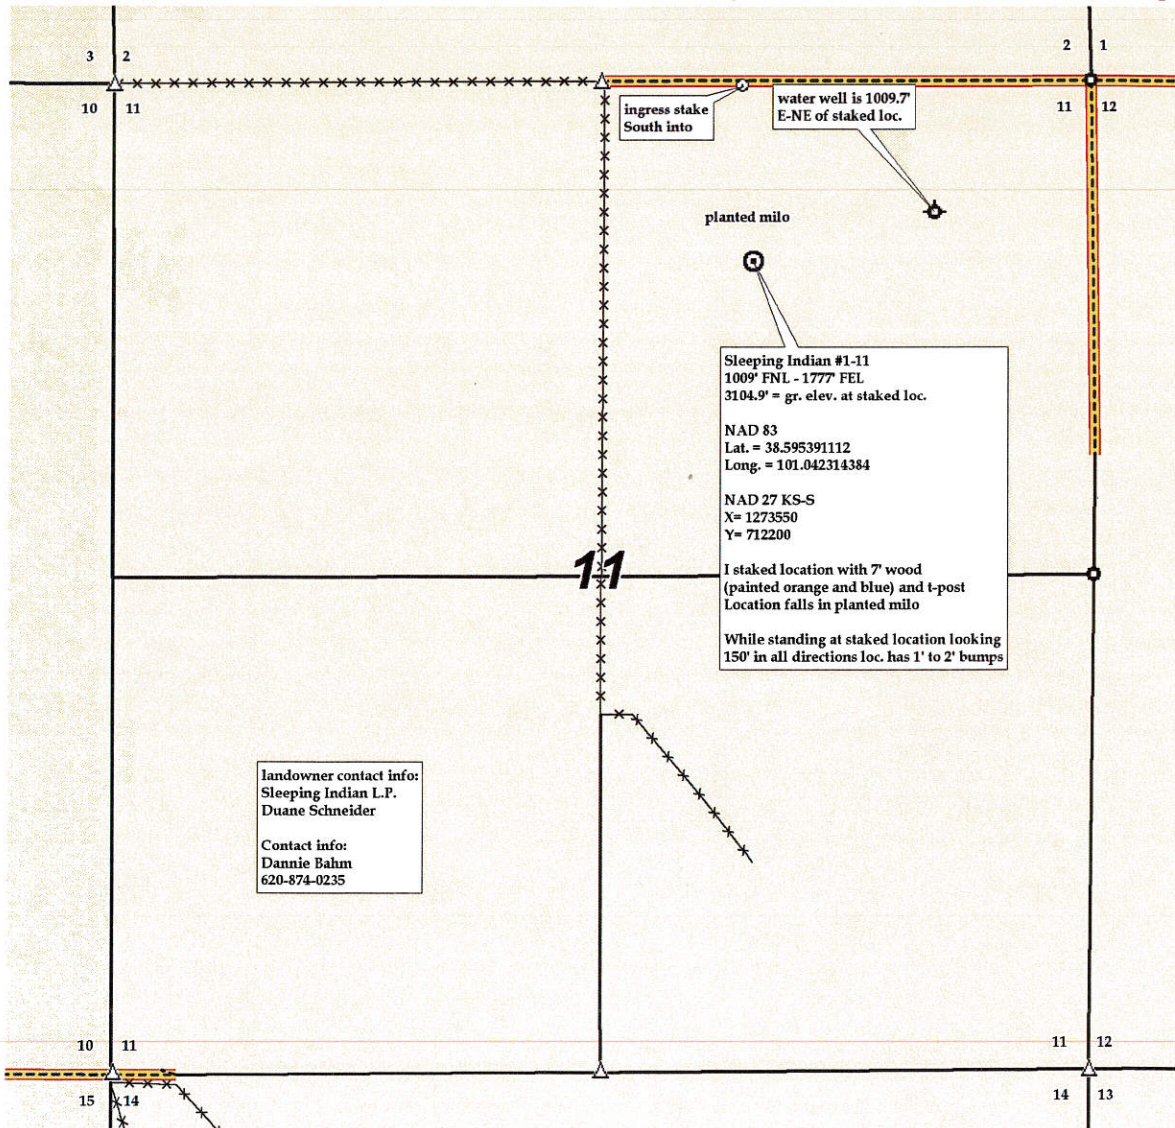 3 2
2 1
10 11
11 12
ingress stake
South into
water well is 1009.7'
E-NE of staked loc.
planted milo
Sleeping Indian #1-11
1009' FNL - 1777' FEL
3104.9' = gr. elev. at staked loc.
NAD 83
Lat. = 38.595391112
Long. = 101.042314384
NAD 27 KS-S
X= 1273550
Y= 712200
I staked location with 7' wood
(painted orange and blue) and t-post
Location falls in planted milo
While standing at staked location looking
150' in all directions loc. has 1' to 2' bumps
11
landowner contact info:
Sleeping Indian L.P.
Duane Schneider
Contact info:
Dannie Bahm
620-874-0235
10 11
11 12
15 14
14 13